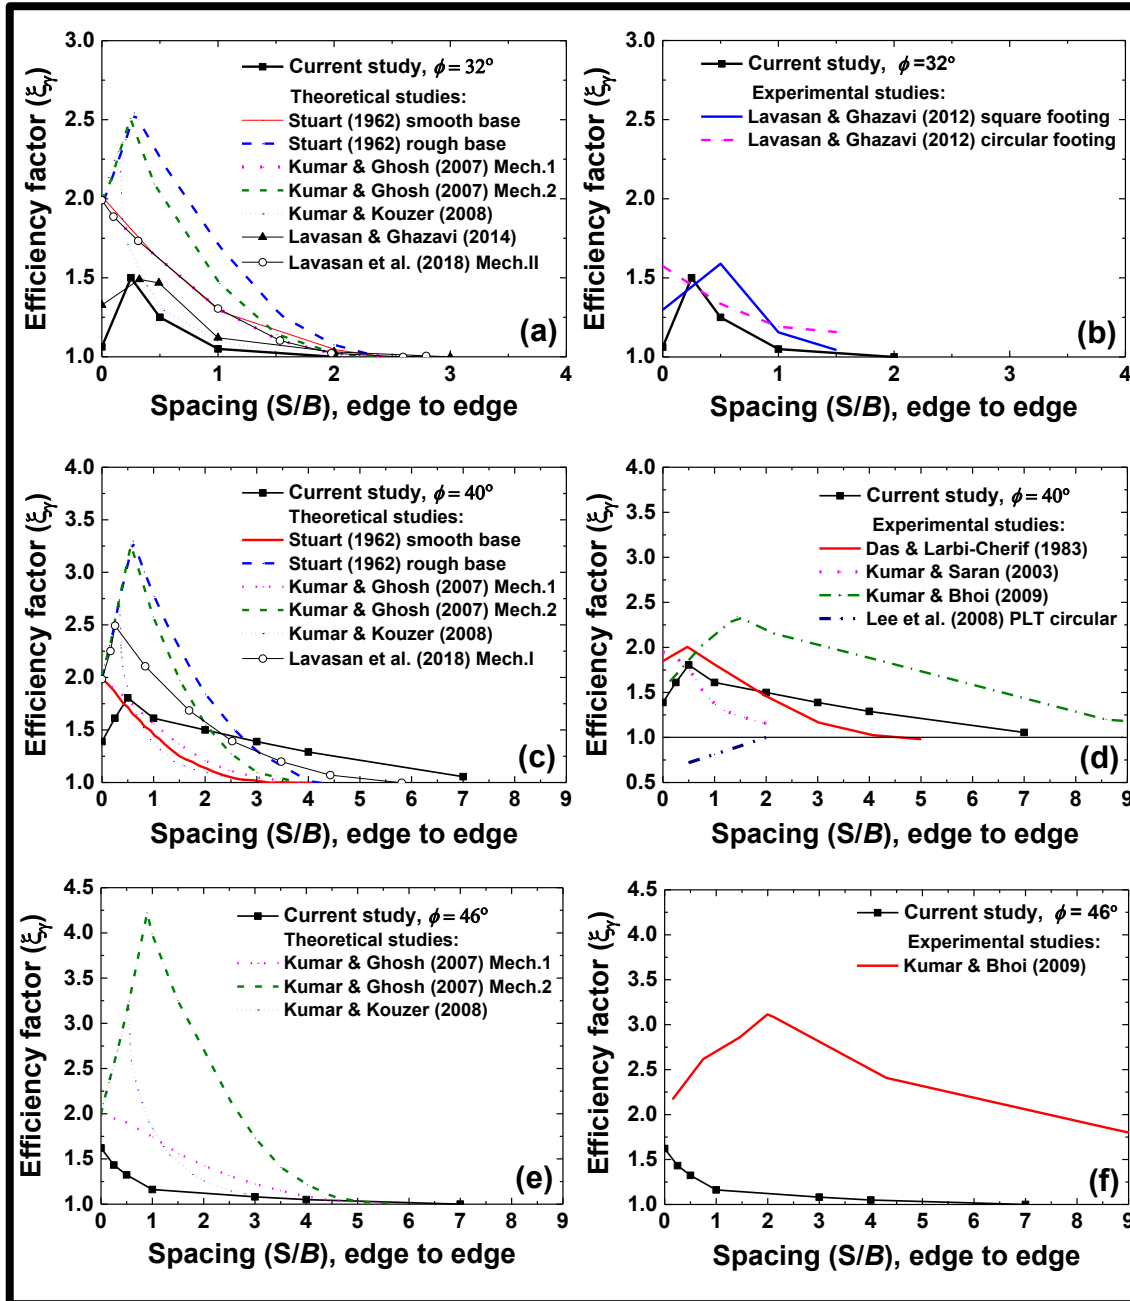 3.0
2.5
2.0
1.5
1.0
0 1 2 3 4
Efficiency factor (ξγ)
Spacing (S/B), edge to edge
Current study, ϕ = 32º
Theoretical studies:
Stuart (1962) smooth base
Stuart (1962) rough base
Kumar & Ghosh (2007) Mech.1
Kumar & Ghosh (2007) Mech.2
Kumar & Kouzer (2008)
Lavasan & Ghazavi (2014)
Lavasan et al. (2018) Mech.II
(a)
3.0
2.5
2.0
1.5
1.0
0 1 2 3 4
Efficiency factor (ξγ)
Spacing (S/B), edge to edge
Current study, ϕ =32º
Experimental studies:
Lavasan & Ghazavi (2012) square footing
Lavasan & Ghazavi (2012) circular footing
(b)
4.0
3.5
3.0
2.5
2.0
1.5
1.0
0 1 2 3 4 5 6 7 8 9
Efficiency factor (ξγ)
Spacing (S/B), edge to edge
Current study, ϕ = 40º
Theoretical studies:
Stuart (1962) smooth base
Stuart (1962) rough base
Kumar & Ghosh (2007) Mech.1
Kumar & Ghosh (2007) Mech.2
Kumar & Kouzer (2008)
Lavasan et al. (2018) Mech.I
(c)
4.0
3.5
3.0
2.5
2.0
1.5
1.0
0.5
0 1 2 3 4 5 6 7 8 9
Efficiency factor (ξγ)
Spacing (S/B), edge to edge
Current study, ϕ = 40º
Experimental studies:
Das & Larbi-Cherif (1983)
Kumar & Saran (2003)
Kumar & Bhoi (2009)
Lee et al. (2008) PLT circular
(d)
4.5
4.0
3.5
3.0
2.5
2.0
1.5
1.0
0 1 2 3 4 5 6 7 8 9
Efficiency factor (ξγ)
Spacing (S/B), edge to edge
Current study, ϕ = 46º
Theoretical studies:
Kumar & Ghosh (2007) Mech.1
Kumar & Ghosh (2007) Mech.2
Kumar & Kouzer (2008)
(e)
4.5
4.0
3.5
3.0
2.5
2.0
1.5
1.0
0 1 2 3 4 5 6 7 8 9
Efficiency factor (ξγ)
Spacing (S/B), edge to edge
Current study, ϕ = 46º
Experimental studies:
Kumar & Bhoi (2009)
(f)